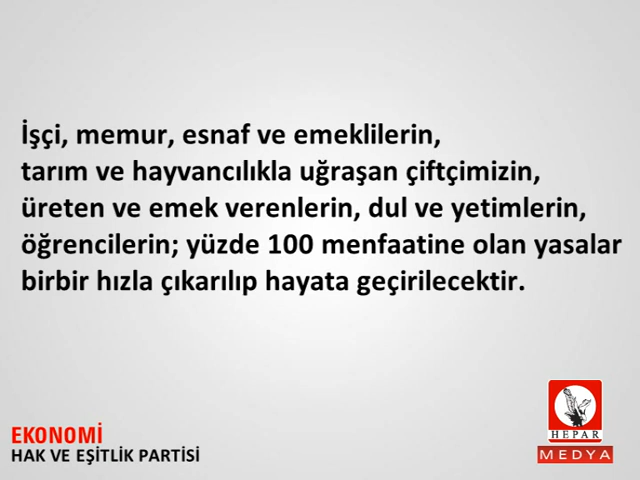 İşçi, memur, esnaf ve emeklilerin,
tarım ve hayvancılıkla uğraşan çiftçimizin,
üreten ve emek verenlerin, dul ve yetimlerin,
öğrencilerin; yüzde 100 menfaatine olan yasalar
birbir hızla çıkarılıp hayata geçirilecektir.
EKONOMİ
HAK VE EŞİTLİK PARTİSİ
HEPAR
MEDYA